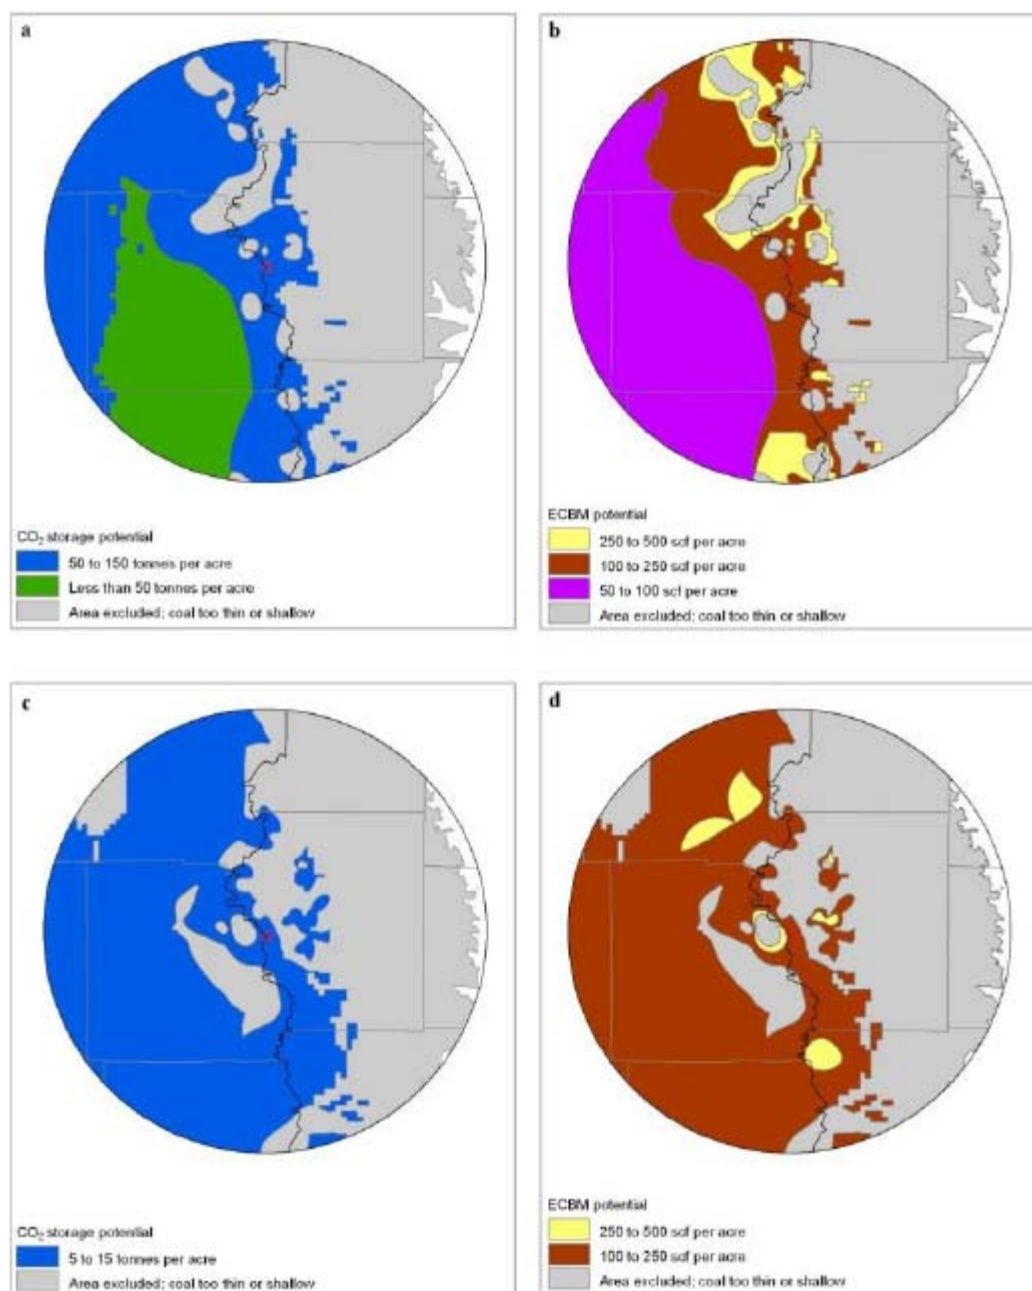 a
CO2 storage potential
50 to 150 tonnes per acre
Less than 50 tonnes per acre
Area excluded; coal too thin or shallow
b
ECBM potential
250 to 500 scf per acre
100 to 250 scf per acre
50 to 100 scf per acre
Area excluded; coal too thin or shallow
c
CO2 storage potential
5 to 15 tonnes per acre
Area excluded; coal too thin or shallow
d
ECBM potential
250 to 500 scf per acre
100 to 250 scf per acre
Area excluded; coal too thin or shallow